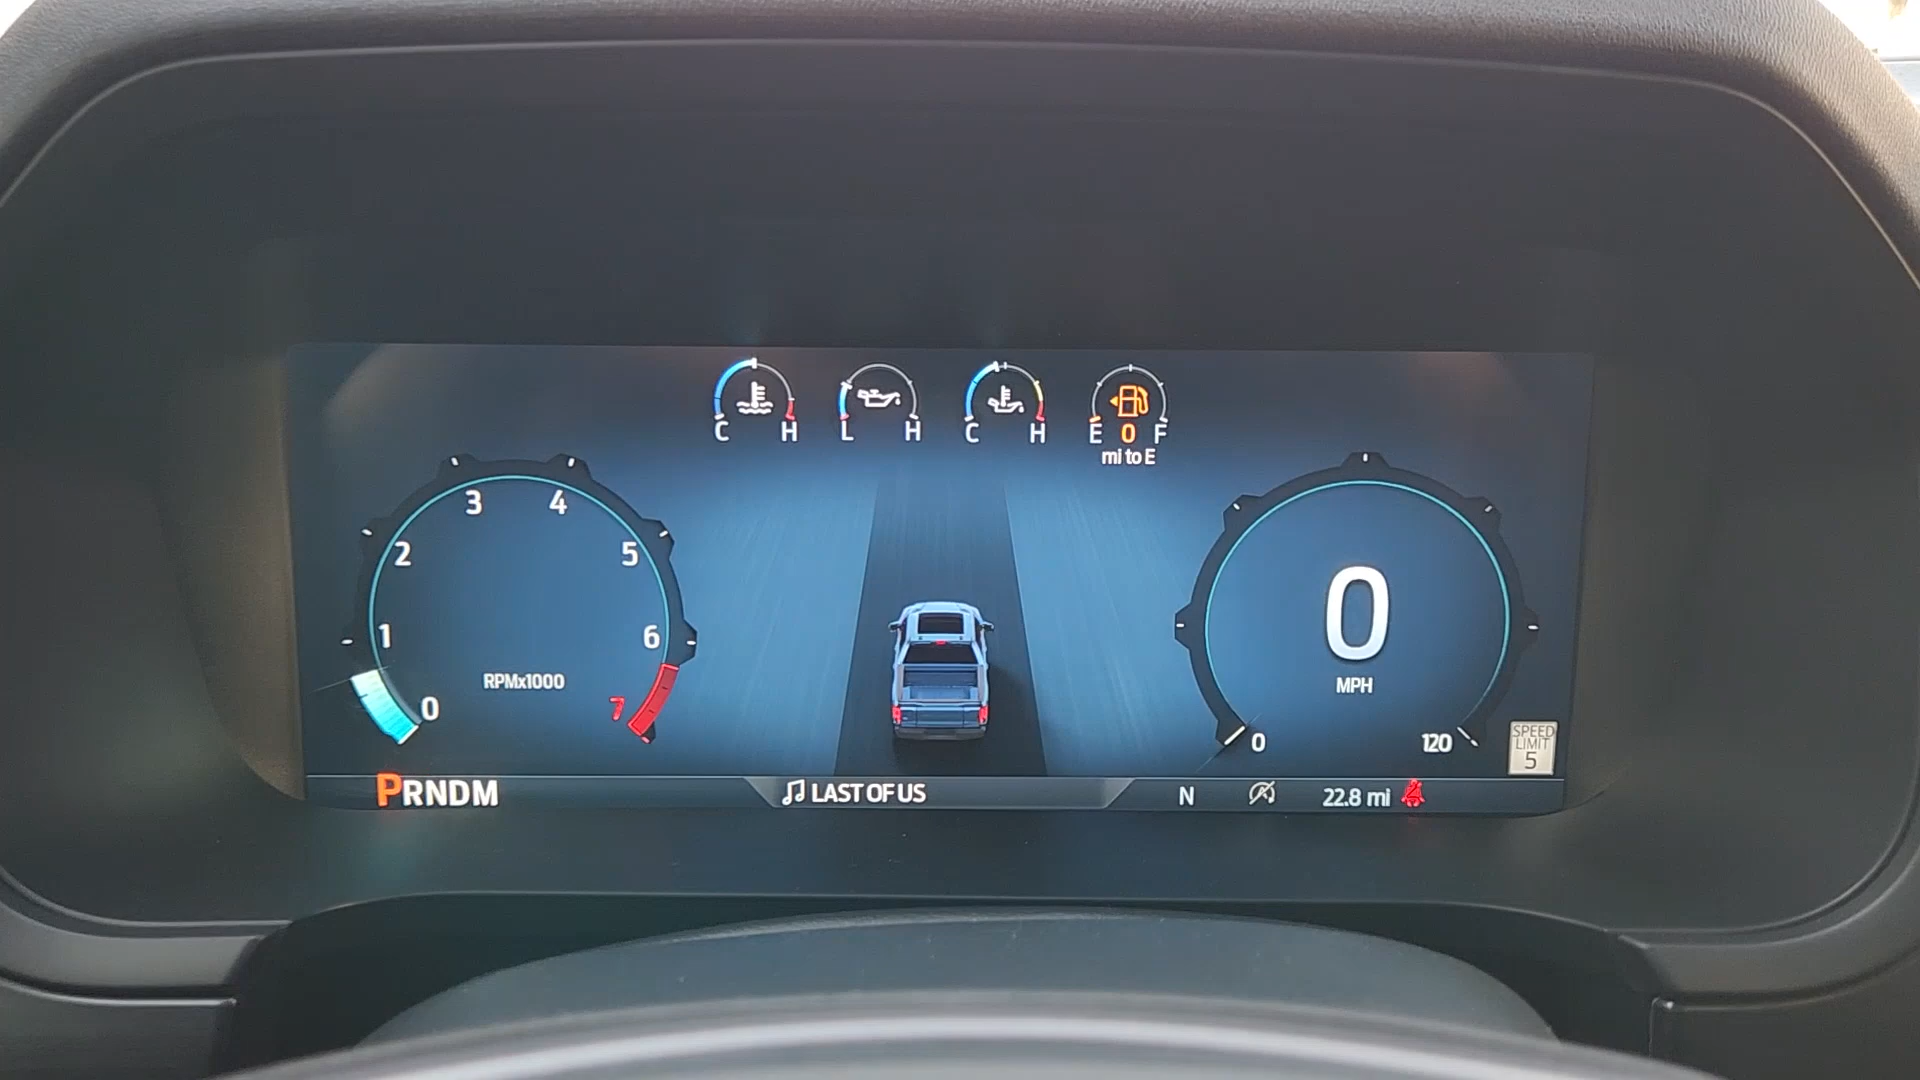 C H
L H
C H
E 0 F
mi to E
3 4
2 5
1 6
RPMx1000
0 7
0
MPH
0 120
SPEED
LIMIT
5
PRNDM
LAST OF US
N
22.8 mi